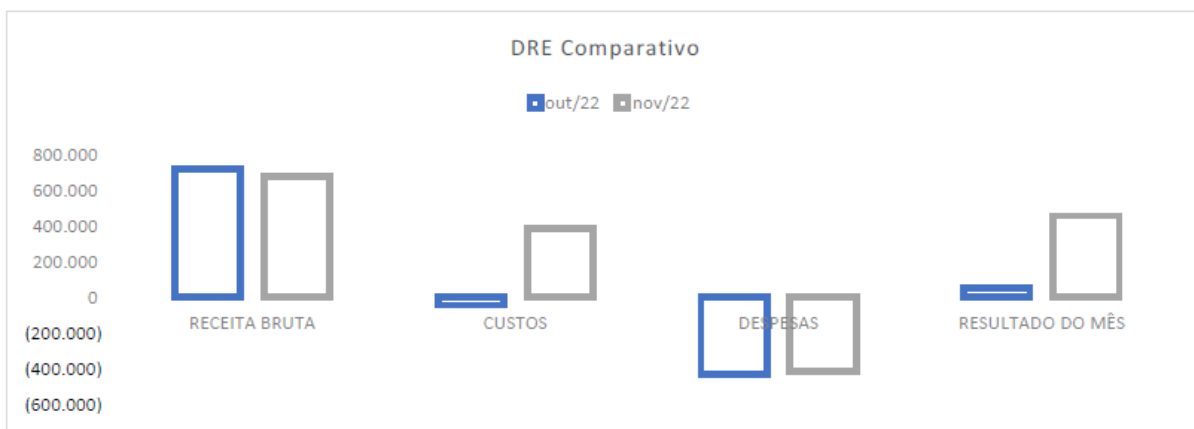 DRE Comparativo
out/22 nov/22
800.000
600.000
400.000
200.000
0
(200.000)
(400.000)
(600.000)
RECEITA BRUTA CUSTOS DESPESAS RESULTADO DO MÊS